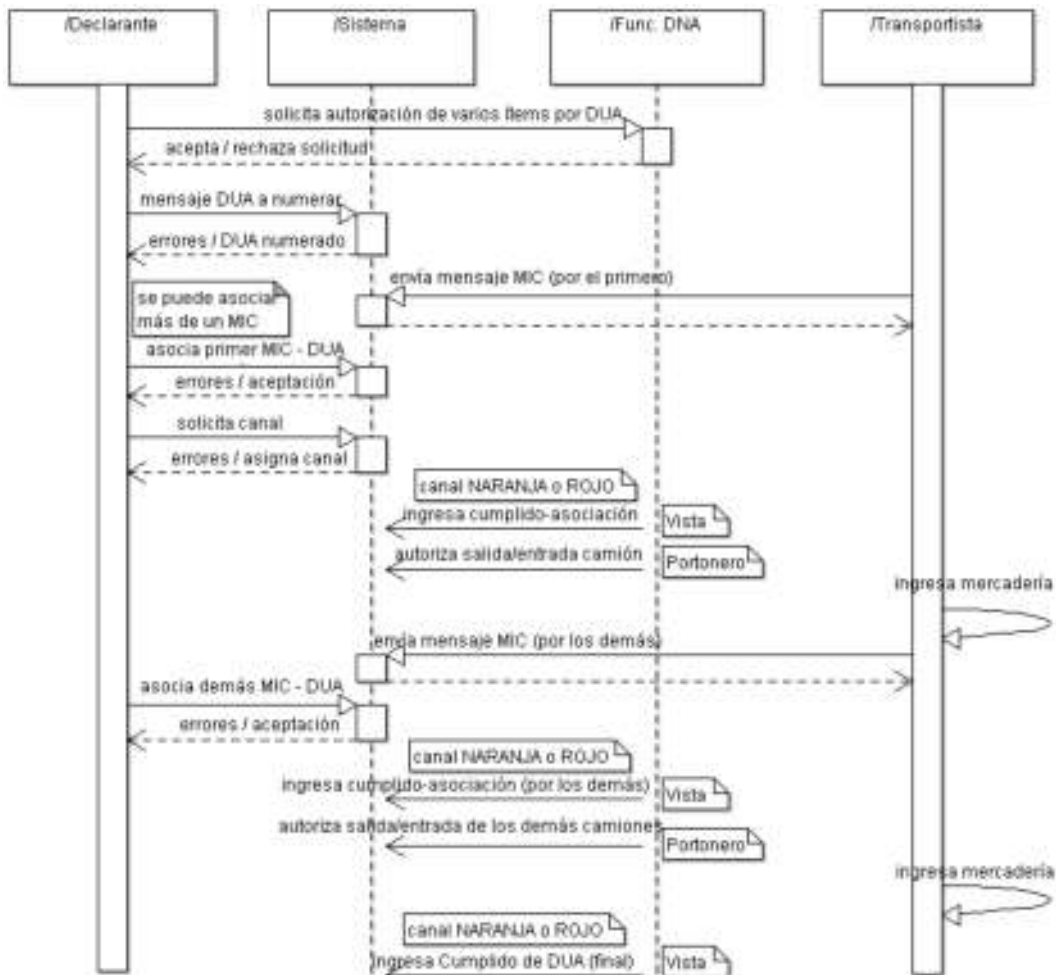 /Declarante
/Sistema
/Func. DNA
/Transportista
solicita autorización de varios ítems por DUA
acepta / rechaza solicitud
mensaje DUA a numerar
errores / DUA numerado
envía mensaje MIC (por el primero)
se puede asociar
más de un MIC
asocia primer MIC - DUA
errores / aceptación
solicita canal
errores / asigna canal
canal NARANJA o ROJO
ingresa cumplido-asociación
Vista
autoriza salida/entrada camión
Portonero
ingresa mercadería
envía mensaje MIC (por los demás)
asocia demás MIC - DUA
errores / aceptación
canal NARANJA o ROJO
ingresa cumplido-asociación (por los demás)
Vista
autoriza salida/entrada de los demás camiones
Portonero
ingresa mercadería
canal NARANJA o ROJO
Ingresa Cumplido de DUA (final)
Vista